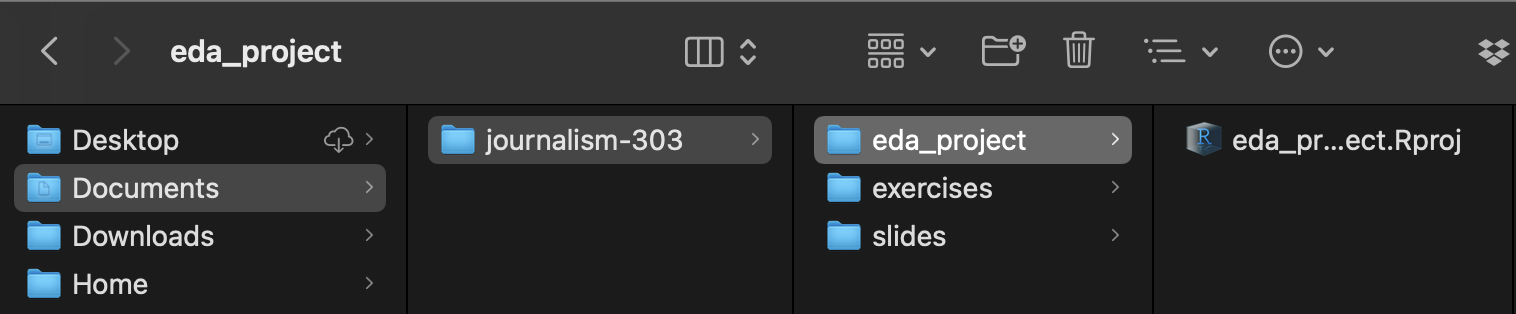 eda_project
Desktop
Documents
Downloads
Home
journalism-303
eda_project
exercises
slides
R eda_pr...ect.Rproj